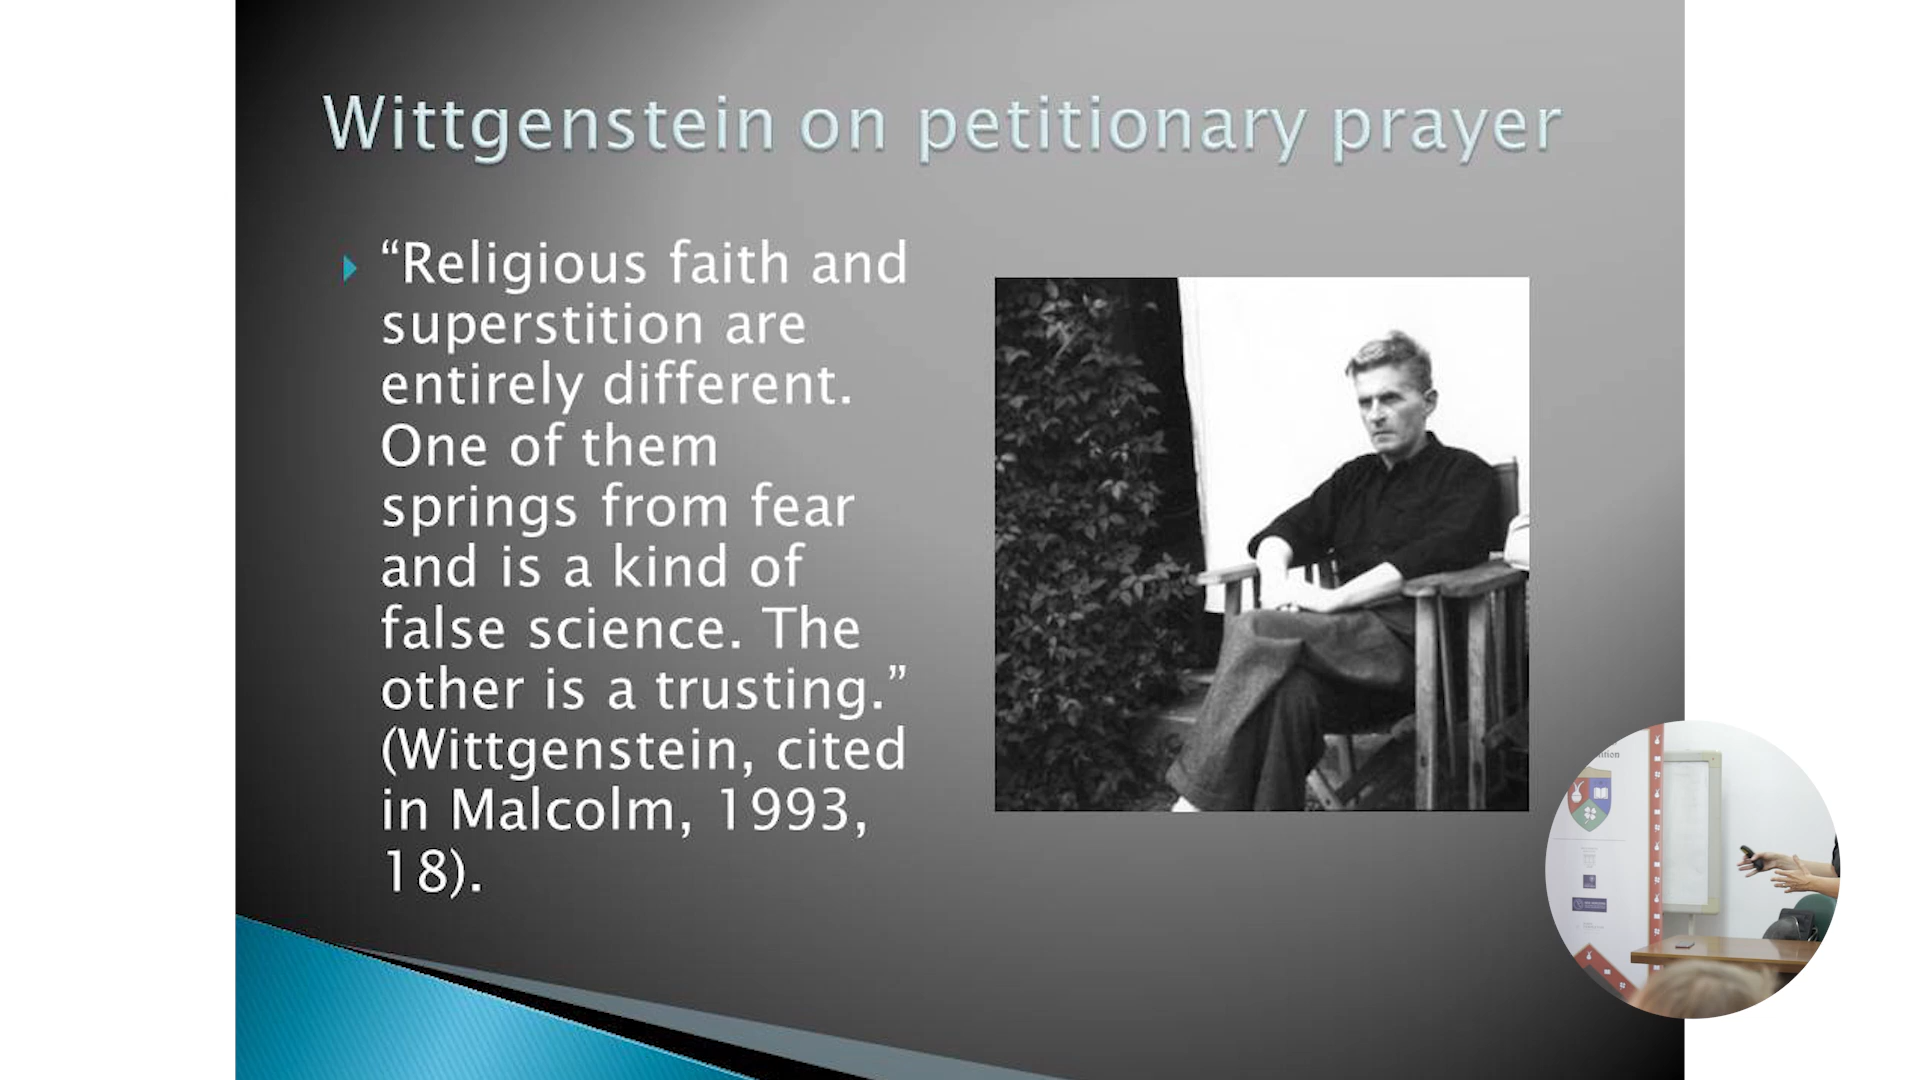 Wittgenstein on petitionary prayer
“Religious faith and
superstition are
entirely different.
One of them
springs from fear
and is a kind of
false science. The
other is a trusting.”
(Wittgenstein, cited
in Malcolm, 1993,
18).